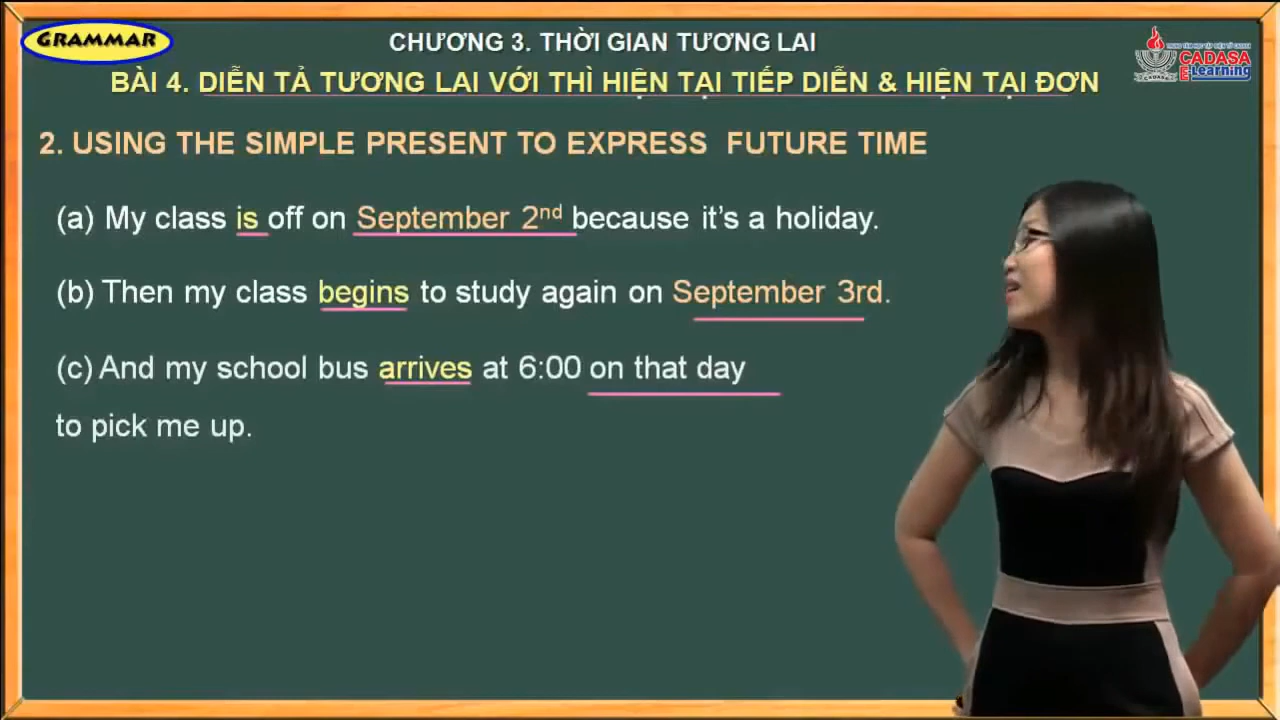 GRAMMAR
CHƯƠNG 3. THỜI GIAN TƯƠNG LAI
BÀI 4. DIỄN TẢ TƯƠNG LAI VỚI THÌ HIỆN TẠI TIẾP DIỄN & HIỆN TẠI ĐƠN
CADASA
E-Learning
CADASA
2. USING THE SIMPLE PRESENT TO EXPRESS FUTURE TIME
(a) My class is off on September 2nd because it's a holiday.
(b) Then my class begins to study again on September 3rd.
(c) And my school bus arrives at 6:00 on that day
to pick me up.